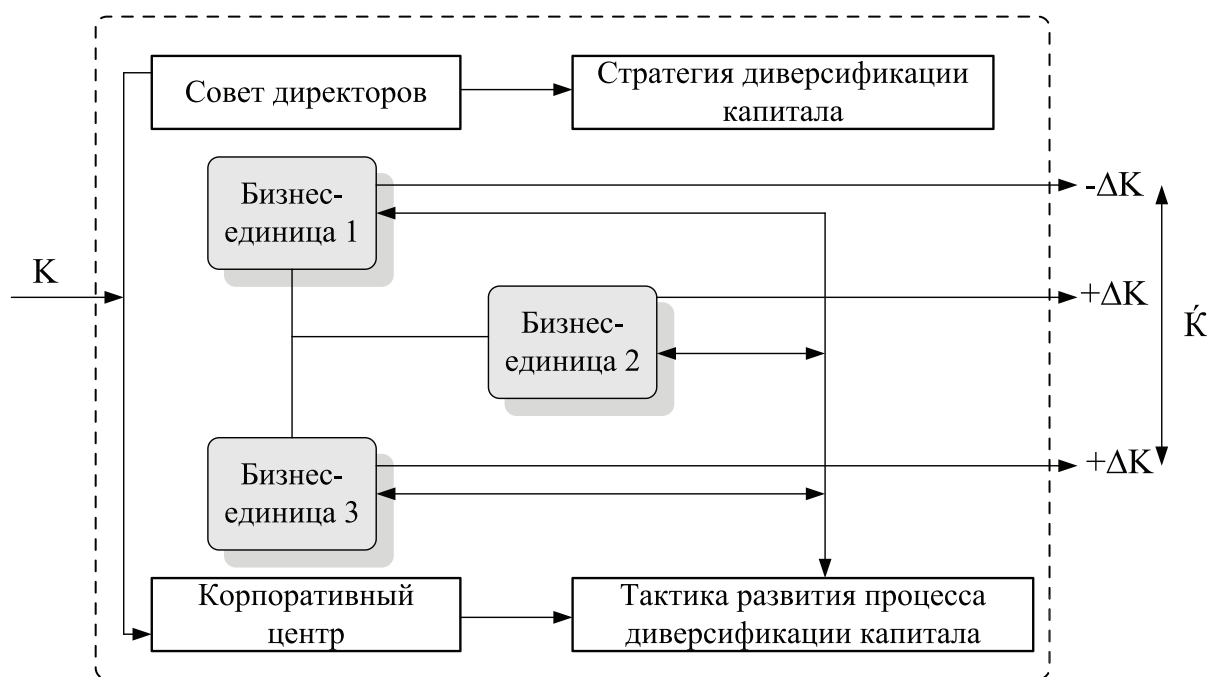 Совет директоров
Стратегия диверсификации
капитала
Бизнес-
единица 1
-ΔK
K
Бизнес-
единица 2
+ΔK
Ḱ
Бизнес-
единица 3
+ΔK
Корпоративный
центр
Тактика развития процесса
диверсификации капитала